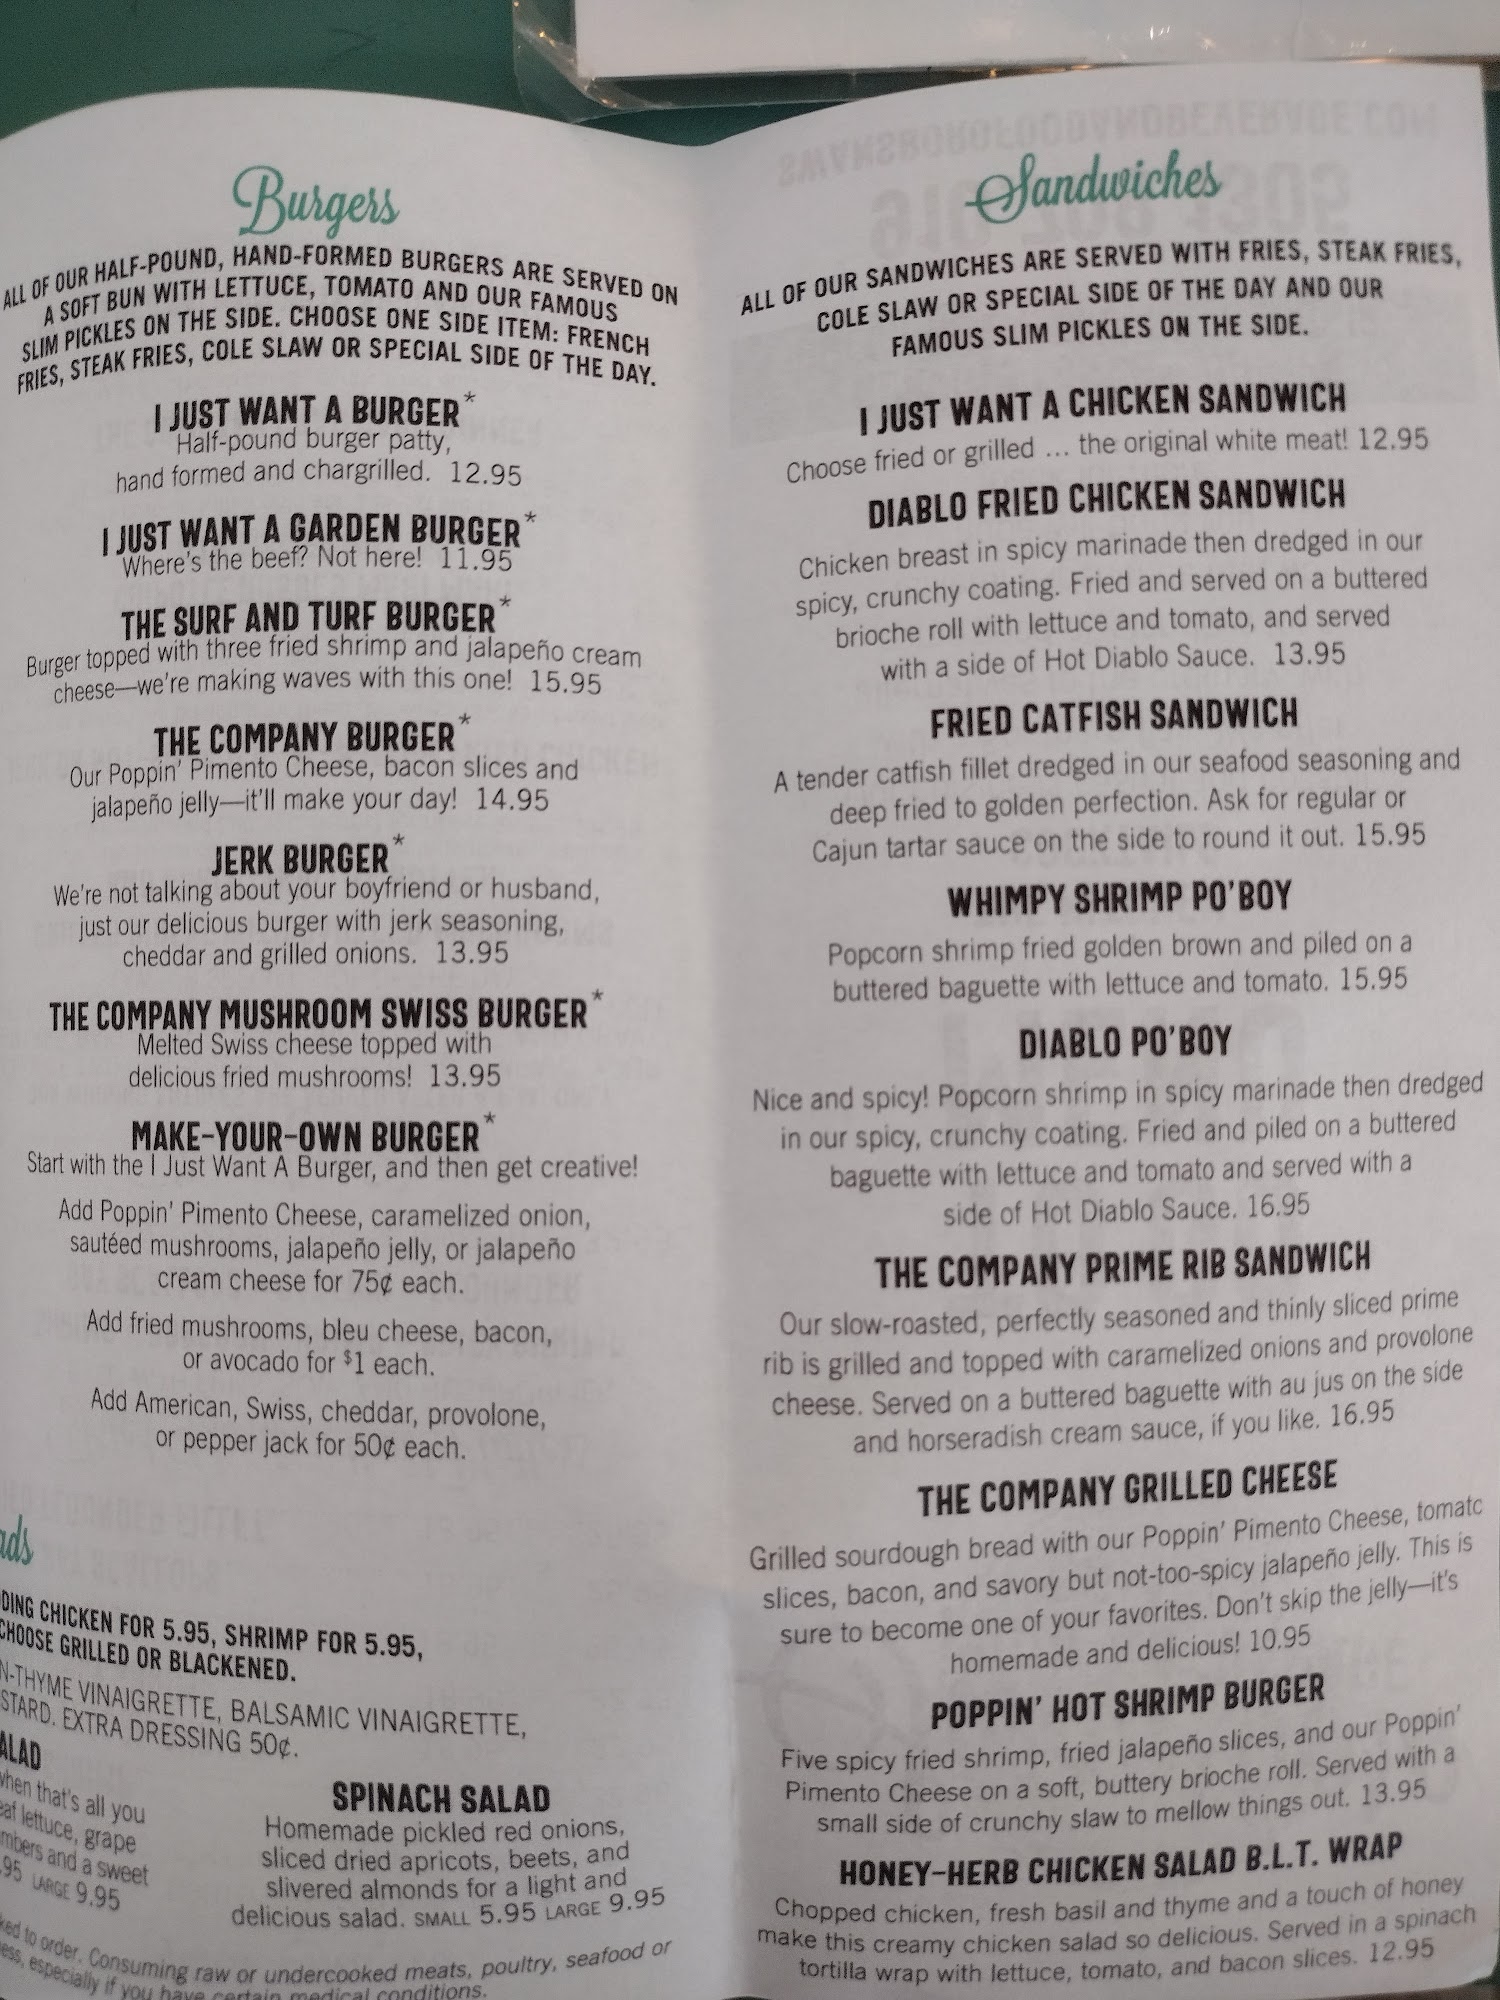 Burgers
ALL OF OUR HALF-POUND, HAND-FORMED BURGERS ARE SERVED ON
A SOFT BUN WITH LETTUCE, TOMATO AND OUR FAMOUS
SLIM PICKLES ON THE SIDE. CHOOSE ONE SIDE ITEM: FRENCH
FRIES, STEAK FRIES, COLE SLAW OR SPECIAL SIDE OF THE DAY.
I JUST WANT A BURGER*
Half-pound burger patty,
hand formed and chargrilled. 12.95
I JUST WANT A GARDEN BURGER*
Where's the beef? Not here! 11.95
THE SURF AND TURF BURGER*
Burger topped with three fried shrimp and jalapeño cream
cheese—we're making waves with this one! 15.95
THE COMPANY BURGER*
Our Poppin' Pimento Cheese, bacon slices and
jalapeño jelly—it'll make your day! 14.95
JERK BURGER*
We're not talking about your boyfriend or husband,
just our delicious burger with jerk seasoning,
cheddar and grilled onions. 13.95
THE COMPANY MUSHROOM SWISS BURGER*
Melted Swiss cheese topped with
delicious fried mushrooms! 13.95
MAKE-YOUR-OWN BURGER*
Start with the I Just Want A Burger, and then get creative!
Add Poppin' Pimento Cheese, caramelized onion,
sautéed mushrooms, jalapeño jelly, or jalapeño
cream cheese for 75¢ each.
Add fried mushrooms, bleu cheese, bacon,
or avocado for $1 each.
Add American, Swiss, cheddar, provolone,
or pepper jack for 50¢ each.
ads
DING CHICKEN FOR 5.95, SHRIMP FOR 5.95,
CHOOSE GRILLED OR BLACKENED.
N-THYME VINAIGRETTE, BALSAMIC VINAIGRETTE,
STARD. EXTRA DRESSING 50¢.
ALAD
when that's all you
eaf lettuce, grape
mbers and a sweet
.95 LARGE 9.95
SPINACH SALAD
Homemade pickled red onions,
sliced dried apricots, beets, and
slivered almonds for a light and
delicious salad. SMALL 5.95 LARGE 9.95
ked to order. Consuming raw or undercooked meats, poultry, seafood or
ess, especially if you have certain medical conditions.
Sandwiches
ALL OF OUR SANDWICHES ARE SERVED WITH FRIES, STEAK FRIES,
COLE SLAW OR SPECIAL SIDE OF THE DAY AND OUR
FAMOUS SLIM PICKLES ON THE SIDE.
I JUST WANT A CHICKEN SANDWICH
Choose fried or grilled ... the original white meat! 12.95
DIABLO FRIED CHICKEN SANDWICH
Chicken breast in spicy marinade then dredged in our
spicy, crunchy coating. Fried and served on a buttered
brioche roll with lettuce and tomato, and served
with a side of Hot Diablo Sauce. 13.95
FRIED CATFISH SANDWICH
A tender catfish fillet dredged in our seafood seasoning and
deep fried to golden perfection. Ask for regular or
Cajun tartar sauce on the side to round it out. 15.95
WHIMPY SHRIMP PO'BOY
Popcorn shrimp fried golden brown and piled on a
buttered baguette with lettuce and tomato. 15.95
DIABLO PO'BOY
Nice and spicy! Popcorn shrimp in spicy marinade then dredged
in our spicy, crunchy coating. Fried and piled on a buttered
baguette with lettuce and tomato and served with a
side of Hot Diablo Sauce. 16.95
THE COMPANY PRIME RIB SANDWICH
Our slow-roasted, perfectly seasoned and thinly sliced prime
rib is grilled and topped with caramelized onions and provolone
cheese. Served on a buttered baguette with au jus on the side
and horseradish cream sauce, if you like. 16.95
THE COMPANY GRILLED CHEESE
Grilled sourdough bread with our Poppin' Pimento Cheese, tomato
slices, bacon, and savory but not-too-spicy jalapeño jelly. This is
sure to become one of your favorites. Don't skip the jelly—it's
homemade and delicious! 10.95
POPPIN' HOT SHRIMP BURGER
Five spicy fried shrimp, fried jalapeño slices, and our Poppin'
Pimento Cheese on a soft, buttery brioche roll. Served with a
small side of crunchy slaw to mellow things out. 13.95
HONEY-HERB CHICKEN SALAD B.L.T. WRAP
Chopped chicken, fresh basil and thyme and a touch of honey
make this creamy chicken salad so delicious. Served in a spinach
tortilla wrap with lettuce, tomato, and bacon slices. 12.95